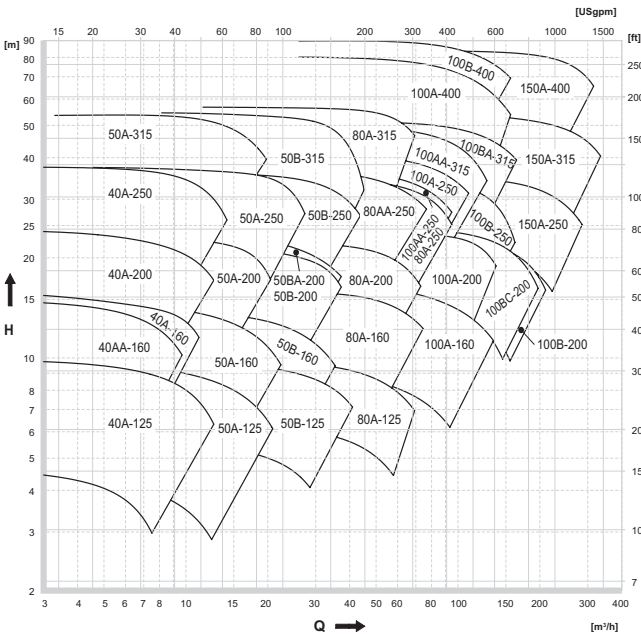 [USgpm]
15 20 30 40 60 80 100 200 300 400 600 1000 1500
[m] [ft]
90
80
70
60
50
40
30
25
20
15
10
8
7
6
5
4
3
2
H
250
200
150
100
80
60
50
40
30
20
15
10
7
100B-400
100A-400
150A-400
50A-315
50B-315
80A-315
100BA-315
100AA-315
150A-315
40A-250
50A-250
50B-250
80AA-250
100A-250
100AA-250
80A-250
100B-250
150A-250
40A-200
50A-200
50BA-200
50B-200
80A-200
100A-200
100BC-200
100B-200
40A-160
40AA-160
50A-160
50B-160
80A-160
100A-160
40A-125
50A-125
50B-125
80A-125
3 4 5 6 7 8 10 15 20 30 40 50 60 80 100 150 200 300 400
Q [m³/h]